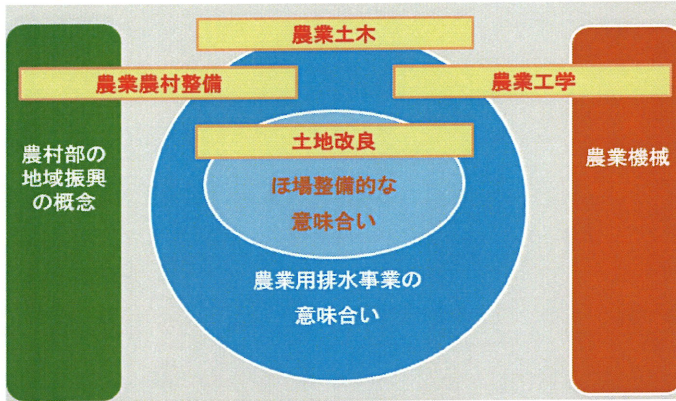 農業土木
農業農村整備
農業工学
土地改良
農村部の
地域振興
の概念
ほ場整備的な
意味合い
農業機械
農業用排水事業の
意味合い